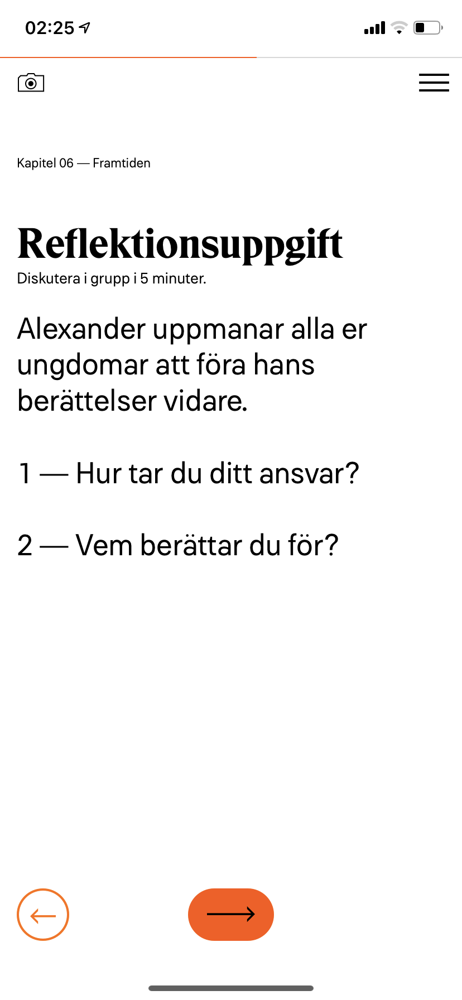 02:25
Kapitel 06 — Framtiden
Reflektionsuppgift
Diskutera i grupp i 5 minuter.
Alexander uppmanar alla er
ungdomar att föra hans
berättelser vidare.
1 — Hur tar du ditt ansvar?
2 — Vem berättar du för?